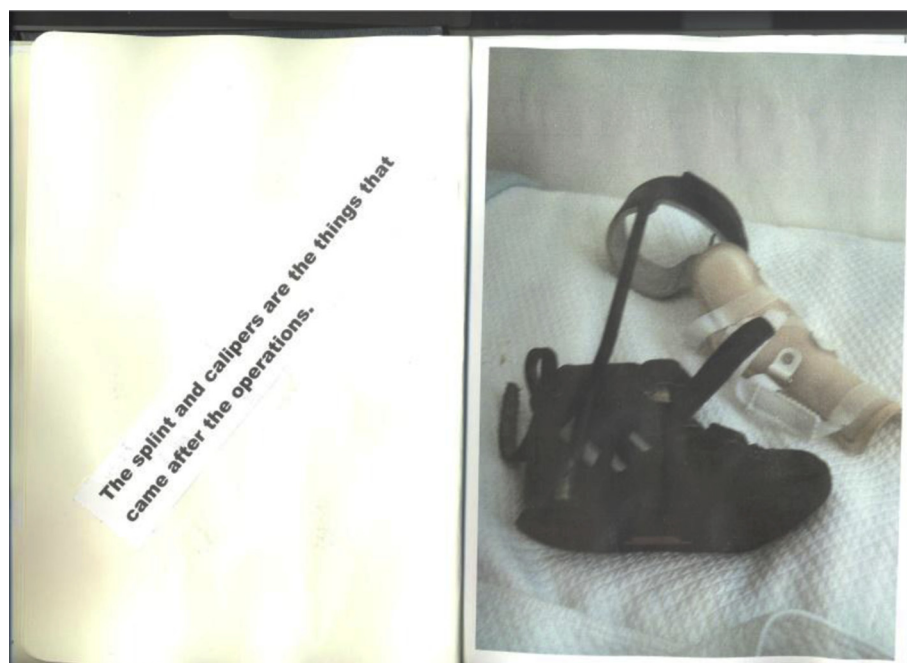 The splint and calipers are the things that
came after the operations.